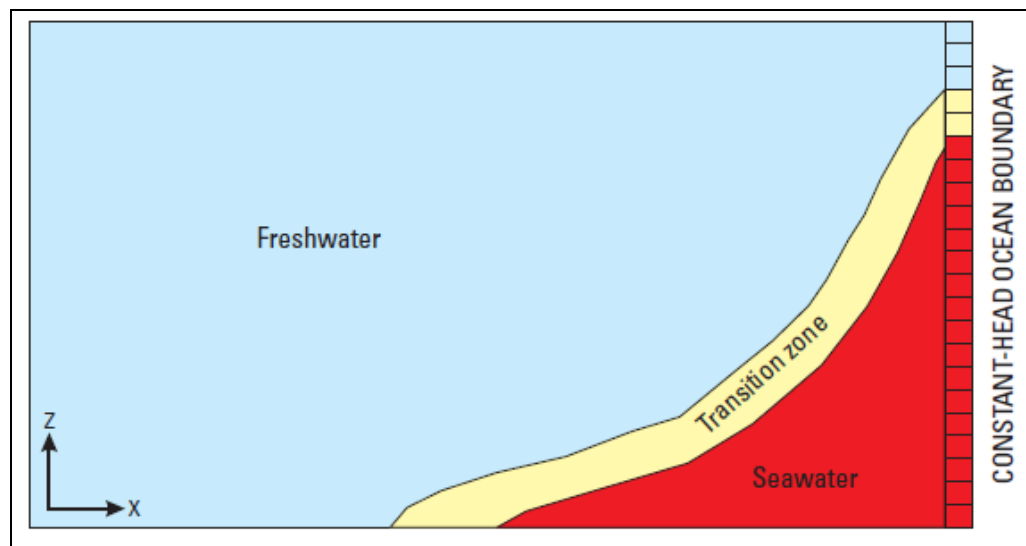 Freshwater
Transition zone
Seawater
Z
X
CONSTANT-HEAD OCEAN BOUNDARY